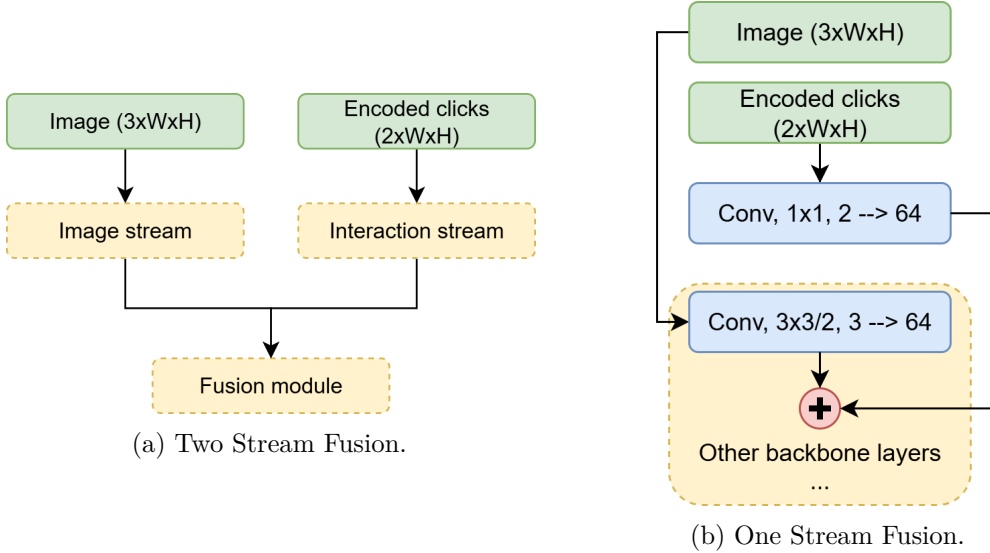 Image (3xWxH)
Encoded clicks
(2xWxH)
Image stream
Interaction stream
Fusion module
(a) Two Stream Fusion.
Image (3xWxH)
Encoded clicks
(2xWxH)
Conv, 1x1, 2 --> 64
Conv, 3x3/2, 3 --> 64
Other backbone layers
...
(b) One Stream Fusion.